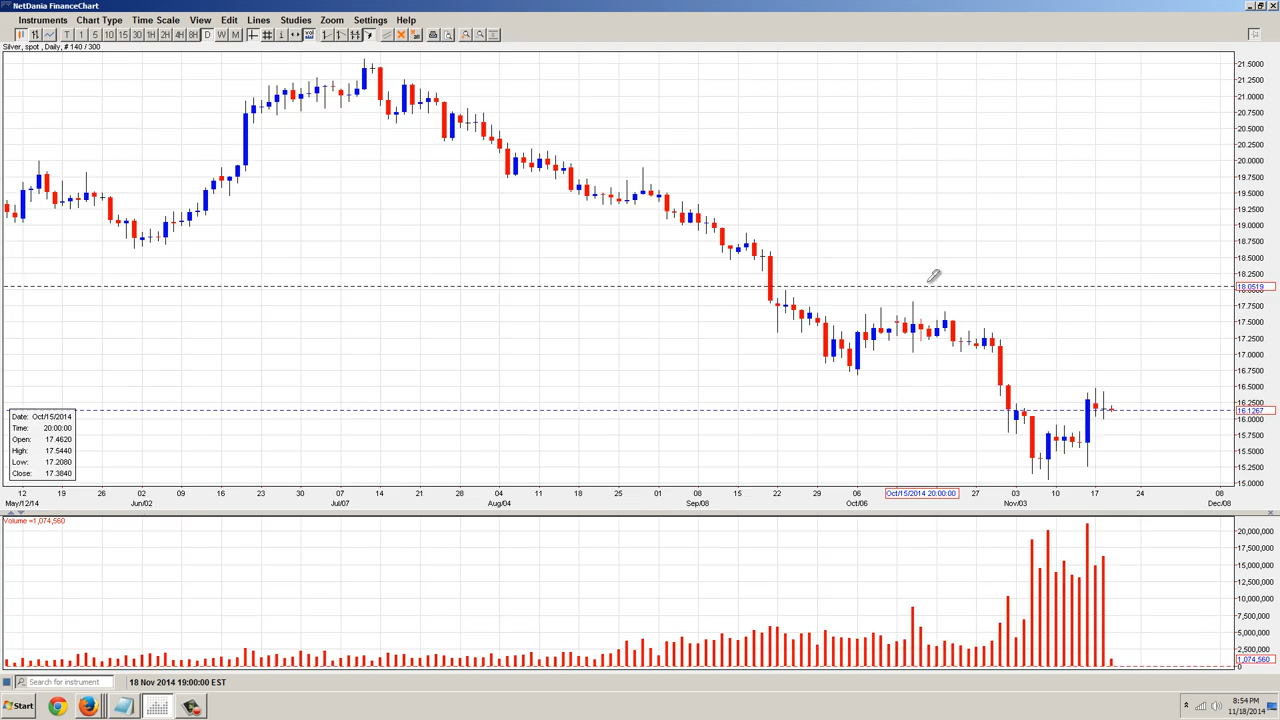 NetDania FinanceChart
Instruments Chart Type Time Scale View Edit Lines Studies Zoom Settings Help
T 1 5 10 15 30 1H 2H 4H 8H D W M
Silver, spot , Daily, # 140 / 300
21.5000
21.2500
21.0000
20.7500
20.5000
20.2500
20.0000
19.7500
19.5000
19.2500
19.0000
18.7500
18.5000
18.2500
18.0519
17.7500
17.5000
17.2500
17.0000
16.7500
16.5000
16.2500
16.1267
16.0000
15.7500
15.5000
15.2500
15.0000
Date: Oct/15/2014
Time: 20:00:00
Open: 17.4620
High: 17.5440
Low: 17.2080
Close: 17.3840
12 19 26 02 09 16 23 30 07 14 21 28 04 11 18 25 01 08 15 22 29 06 Oct/15/2014 20:00:00 27 03 10 17 24 08
May/12/14 Jun/02 Jul/07 Aug/04 Sep/08 Oct/06 Nov/03 Dec/08
Volume =1,074,560
20,000,000
17,500,000
15,000,000
12,500,000
10,000,000
7,500,000
5,000,000
2,500,000
1,074,560
0
Search for instrument 18 Nov 2014 19:00:00 EST
Start 8:54 PM
11/18/2014